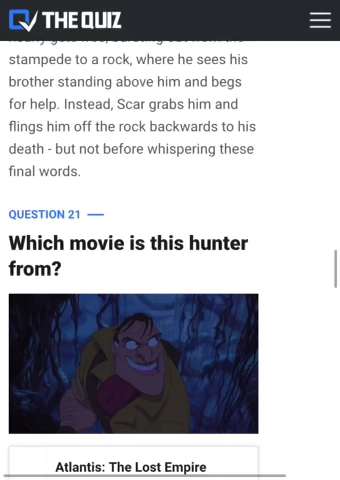 THE QUIZ
stampede to a rock, where he sees his
brother standing above him and begs
for help. Instead, Scar grabs him and
flings him off the rock backwards to his
death - but not before whispering these
final words.
QUESTION 21
Which movie is this hunter
from?
Atlantis: The Lost Empire